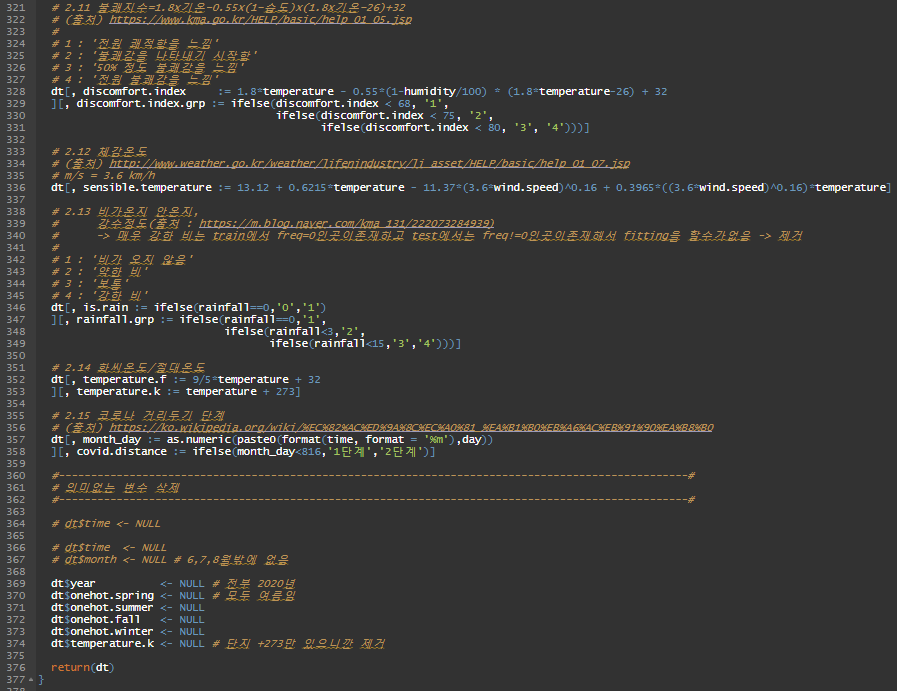 321 # 2.11 불쾌지수=1.8x기온-0.55x(1-습도)x(1.8x기온-26)+32
322 # (출처) https://www.kma.go.kr/HELP/basic/help_01_05.jsp
323 #
324 # 1 : '전원 쾌적함을 느낌'
325 # 2 : '불쾌감을 나타내기 시작함'
326 # 3 : '50% 정도 불쾌감을 느낌'
327 # 4 : '전원 불쾌감을 느낌'
328 dt[, discomfort.index := 1.8*temperature - 0.55*(1-humidity/100) * (1.8*temperature-26) + 32
329 ][, discomfort.index.grp := ifelse(discomfort.index < 68, '1',
330 ifelse(discomfort.index < 75, '2',
331 ifelse(discomfort.index < 80, '3', '4')))]
332
333 # 2.12 체감온도
334 # (출처) http://www.weather.go.kr/weather/lifenindustry/li_asset/HELP/basic/help_01_07.jsp
335 # m/s = 3.6 km/h
336 dt[, sensible.temperature := 13.12 + 0.6215*temperature - 11.37*(3.6*wind.speed)^0.16 + 0.3965*((3.6*wind.speed)^0.16)*temperature]
337
338 # 2.13 비가온지 안온지,
339 # 강수정도(출처 : https://m.blog.naver.com/kma_131/222073284939)
340 # -> 매우 강한 비는 train에서 freq=0인곳이존재하고 test에서는 freq!=0인곳이존재해서 fitting을 할수가없음 -> 제거
341 #
342 # 1 : '비가 오지 않음'
343 # 2 : '약한 비'
344 # 3 : '보통'
345 # 4 : '강한 비'
346 dt[, is.rain := ifelse(rainfall==0,'0','1')
347 ][, rainfall.grp := ifelse(rainfall==0,'1',
348 ifelse(rainfall<3,'2',
349 ifelse(rainfall<15,'3','4')))]
350
351 # 2.14 화씨온도/절대온도
352 dt[, temperature.f := 9/5*temperature + 32
353 ][, temperature.k := temperature + 273]
354
355 # 2.15 코로나 거리두기 단계
356 # (출처) https://ko.wikipedia.org/wiki/%EC%82%AC%ED%9A%8C%EC%A0%81_%EA%B1%B0%EB%A6%AC%EB%91%90%EA%B8%B0
357 dt[, month_day := as.numeric(paste0(format(time, format = '%m'),day))
358 ][, covid.distance := ifelse(month_day<816,'1단계','2단계')]
359
360 #-----------------------------------------------------------------------------------------#
361 # 의미없는 변수 삭제
362 #-----------------------------------------------------------------------------------------#
363
364 # dt$time <- NULL
365
366 # dt$time <- NULL
367 # dt$month <- NULL # 6,7,8월밖에 없음
368
369 dt$year <- NULL # 전부 2020년
370 dt$onehot.spring <- NULL # 모두 여름임
371 dt$onehot.summer <- NULL
372 dt$onehot.fall <- NULL
373 dt$onehot.winter <- NULL
374 dt$temperature.k <- NULL # 단지 +273만 있으니깐 제거
375
376 return(dt)
377 }